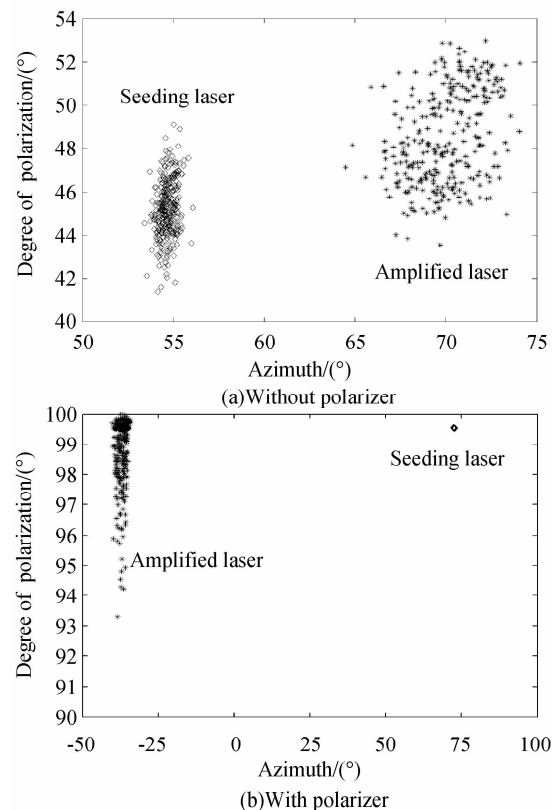 54
52
50
48
46
44
42
40
Degree of polarization/(°)
Seeding laser
Amplified laser
50 55 60 65 70 75
Azimuth/(°)
(a)Without polarizer
100
99
98
97
96
95
94
93
92
91
90
Degree of polarization/(°)
Seeding laser
Amplified laser
-50 -25 0 25 50 75 100
Azimuth/(°)
(b)With polarizer